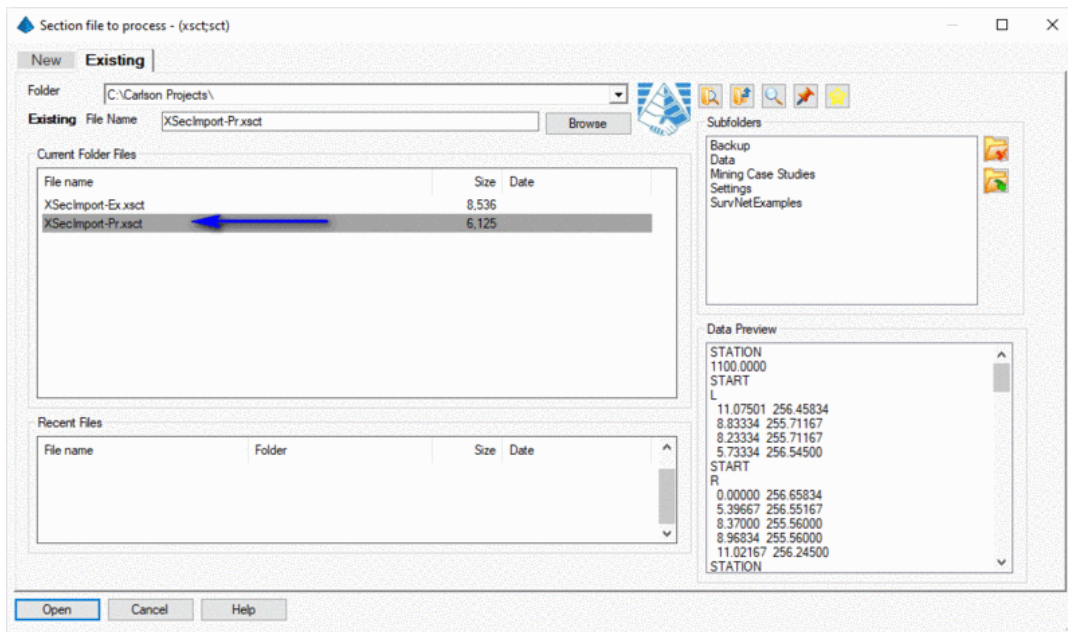 Section file to process - (xsct;sct)
New Existing
Folder C:\Carlson Projects\
Existing File Name XSecImport-Pr.xsct Browse
Current Folder Files
File name Size Date
XSecImport-Ex.xsct 8,536
XSecImport-Pr.xsct 6,125
Recent Files
File name Folder Size Date
Subfolders
Backup
Data
Mining Case Studies
Settings
SurvNetExamples
Data Preview
STATION
1100.0000
START
L
11.07501 256.45834
8.83334 255.71167
8.23334 255.71167
5.73334 256.54500
START
R
0.00000 256.65834
5.39667 256.55167
8.37000 255.56000
8.96834 255.56000
11.02167 256.24500
STATION
Open Cancel Help